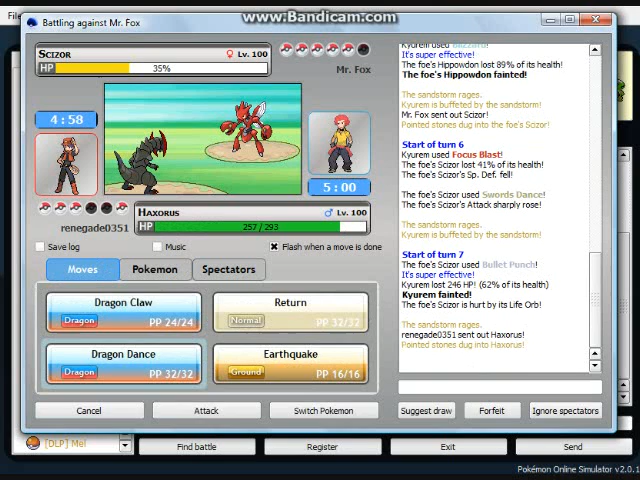 www.Bandicam.com
File
Battling against Mr. Fox
Scizor
Lv. 100
HP
35%
Mr. Fox
4:58
5:00
renegade0351
Haxorus
Lv. 100
HP
257 / 293
Save log
Music
Flash when a move is done
Moves
Pokemon
Spectators
Dragon Claw
Dragon
PP 24/24
Return
Normal
PP 32/32
Dragon Dance
Dragon
PP 32/32
Earthquake
Ground
PP 16/16
Cancel
Attack
Switch Pokemon
Kyurem used Blizzard!
It's super effective!
The foe's Hippowdon lost 89% of its health!
The foe's Hippowdon fainted!
The sandstorm rages.
Kyurem is buffeted by the sandstorm!
Mr. Fox sent out Scizor!
Pointed stones dug into the foe's Scizor!
Start of turn 6
Kyurem used Focus Blast!
The foe's Scizor lost 41% of its health!
The foe's Scizor's Sp. Def. fell!
The foe's Scizor used Swords Dance!
The foe's Scizor's Attack sharply rose!
The sandstorm rages.
Kyurem is buffeted by the sandstorm!
Start of turn 7
The foe's Scizor used Bullet Punch!
It's super effective!
Kyurem lost 246 HP! (62% of its health)
Kyurem fainted!
The foe's Scizor is hurt by its Life Orb!
The sandstorm rages.
renegade0351 sent out Haxorus!
Pointed stones dug into Haxorus!
Suggest draw
Forfeit
Ignore spectators
[DLP] Mel
Find battle
Register
Exit
Send
Pokémon Online Simulator v2.0.1